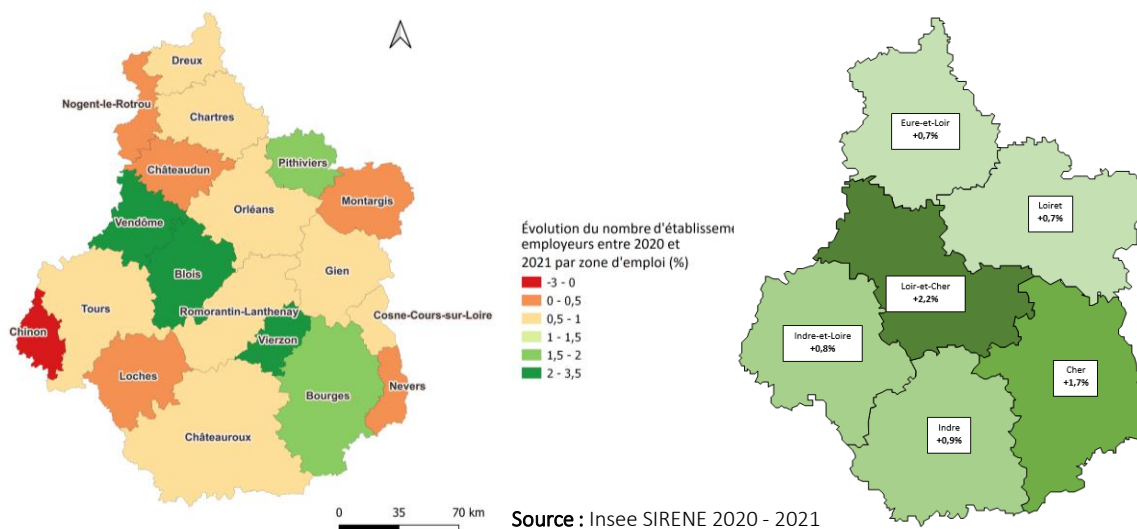 Dreux
Nogent-le-Rotrou
Chartres
Châteaudun
Pithiviers
Montargis
Orléans
Vendôme
Blois
Gien
Tours
Romorantin-Lanthenay
Cosne-Cours-sur-Loire
Chinon
Vierzon
Loches
Nevers
Bourges
Châteauroux
0 35 70 km
Évolution du nombre d'établisseme
employeurs entre 2020 et
2021 par zone d'emploi (%)
-3 - 0
0 - 0,5
0,5 - 1
1 - 1,5
1,5 - 2
2 - 3,5
Eure-et-Loir
+0,7%
Loiret
+0,7%
Loir-et-Cher
+2,2%
Indre-et-Loire
+0,8%
Cher
+1,7%
Indre
+0,9%
Source : Insee SIRENE 2020 - 2021